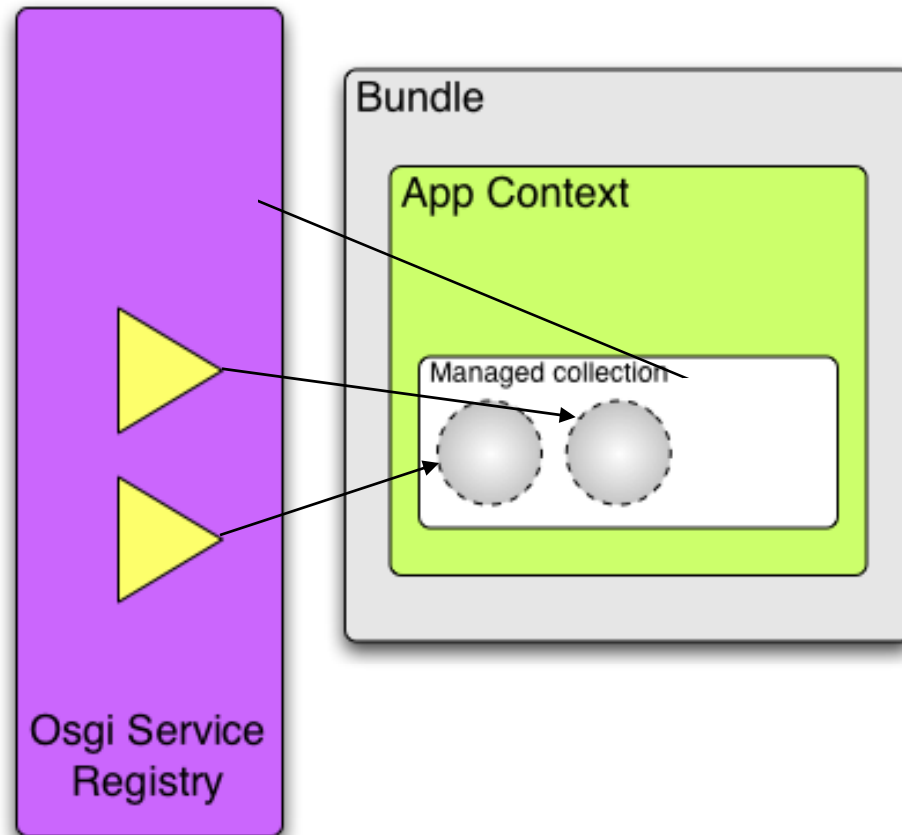 Bundle
App Context
Managed collection
Osgi Service
Registry